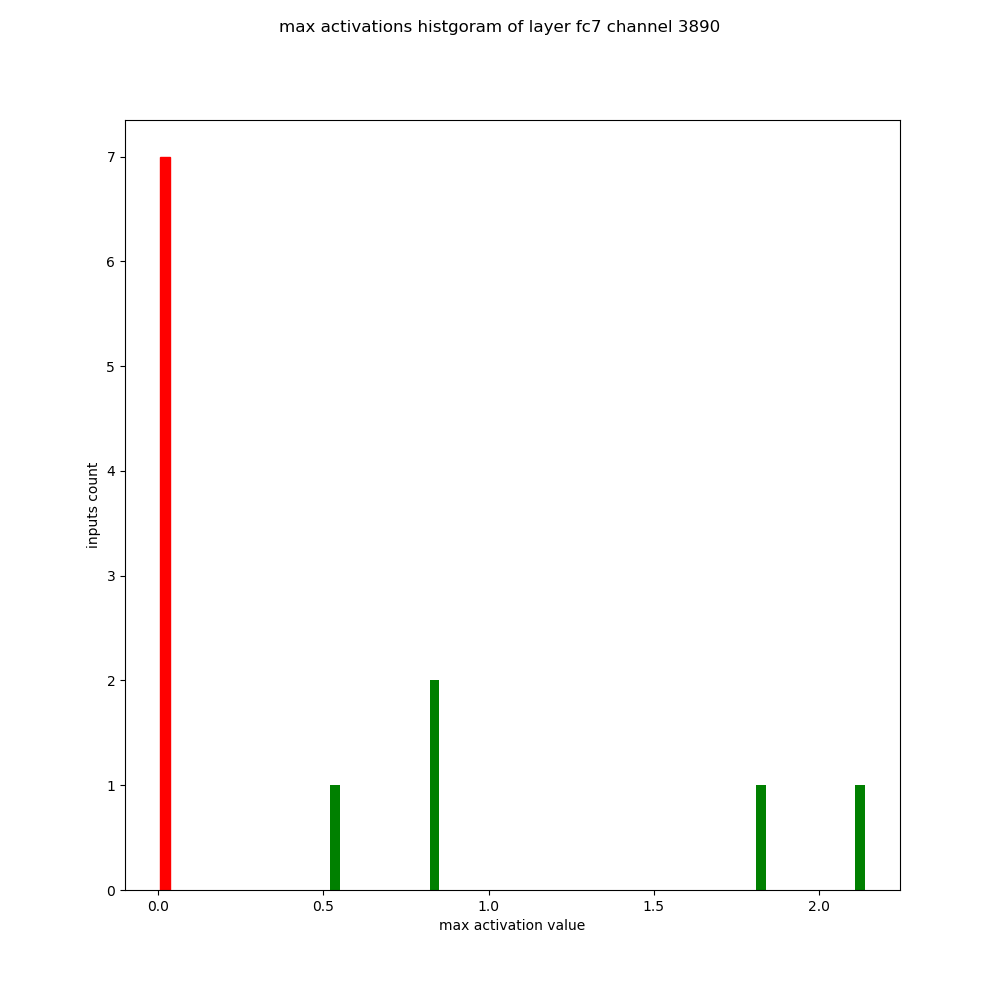 max activations histgoram of layer fc7 channel 3890
7
6
5
4
3
2
1
0
inputs count
0.0 0.5 1.0 1.5 2.0
max activation value